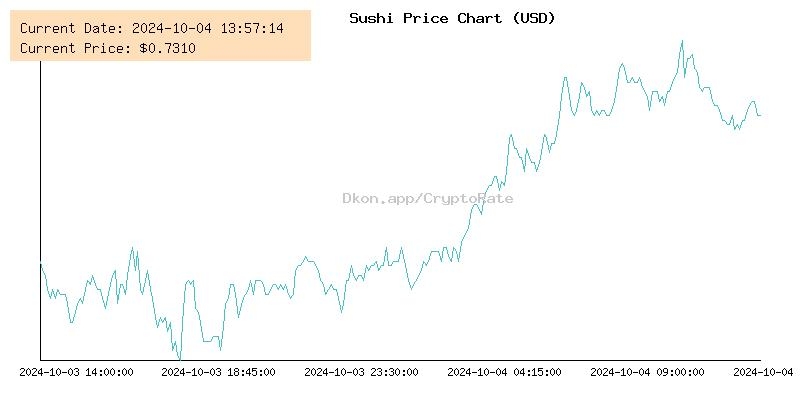 Sushi Price Chart (USD)
Current Date: 2024-10-04 13:57:14
Current Price: $0.7310
Dkon.app/CryptoRate
2024-10-03 14:00:00
2024-10-03 18:45:00
2024-10-03 23:30:00
2024-10-04 04:15:00
2024-10-04 09:00:00
2024-10-04